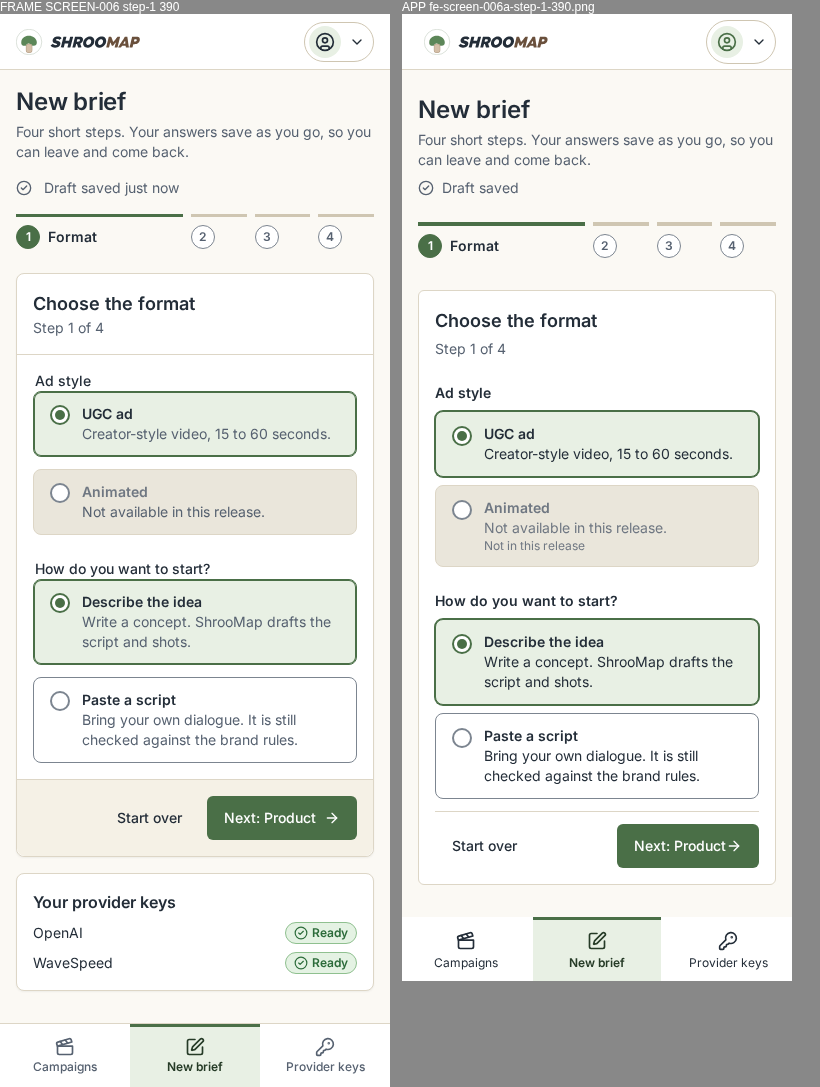 FRAME SCREEN-006 step-1 390
SHROOMAP
New brief
Four short steps. Your answers save as you go, so you
can leave and come back.
Draft saved just now
1 Format 2 3 4
Choose the format
Step 1 of 4
Ad style
UGC ad
Creator-style video, 15 to 60 seconds.
Animated
Not available in this release.
How do you want to start?
Describe the idea
Write a concept. ShrooMap drafts the
script and shots.
Paste a script
Bring your own dialogue. It is still
checked against the brand rules.
Start over Next: Product
Your provider keys
OpenAI Ready
WaveSpeed Ready
Campaigns New brief Provider keys
APP fe-screen-006a-step-1-390.png
SHROOMAP
New brief
Four short steps. Your answers save as you go, so you
can leave and come back.
Draft saved
1 Format 2 3 4
Choose the format
Step 1 of 4
Ad style
UGC ad
Creator-style video, 15 to 60 seconds.
Animated
Not available in this release.
Not in this release
How do you want to start?
Describe the idea
Write a concept. ShrooMap drafts the
script and shots.
Paste a script
Bring your own dialogue. It is still
checked against the brand rules.
Start over Next: Product
Campaigns New brief Provider keys